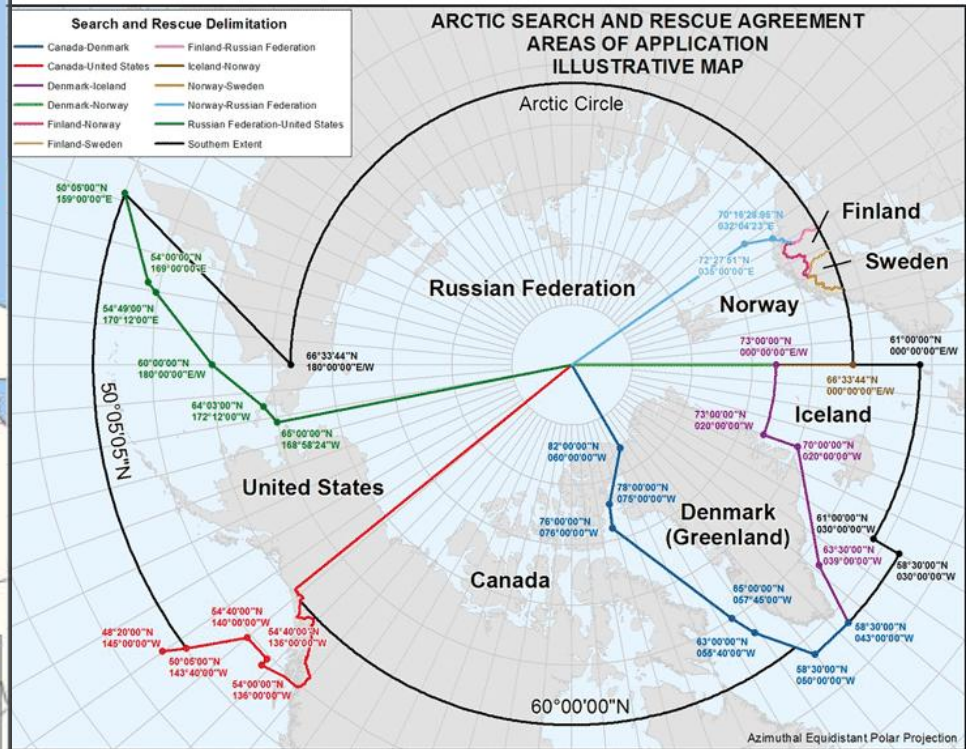 ARCTIC SEARCH AND RESCUE AGREEMENT
AREAS OF APPLICATION
ILLUSTRATIVE MAP
Search and Rescue Delimitation
Canada-Denmark
Canada-United States
Denmark-Iceland
Denmark-Norway
Finland-Norway
Finland-Sweden
Finland-Russian Federation
Iceland-Norway
Norway-Sweden
Norway-Russian Federation
Russian Federation-United States
Southern Extent
Arctic Circle
50°05'00"N
159°00'00"E
54°00'00"N
169°00'00"E
54°49'00"N
170°12'00"E
60°00'00"N
180°00'00"E/W
64°03'00"N
172°12'00"W
65°00'00"N
168°58'24"W
66°33'44"N
180°00'00"E/W
50°05'05"N
70°16'28.95"N
032°04'23"E
72°27'51"N
035°00'00"E
Finland
Sweden
Norway
Russian Federation
73°00'00"N
000°00'00"E/W
61°00'00"N
000°00'00"E/W
66°33'44"N
000°00'00"E/W
Iceland
73°00'00"N
020°00'00"W
70°00'00"N
020°00'00"W
82°00'00"N
060°00'00"W
78°00'00"N
075°00'00"W
76°00'00"N
076°00'00"W
United States
Denmark
(Greenland)
Canada
61°00'00"N
030°00'00"W
58°30'00"N
030°00'00"W
63°30'00"N
039°00'00"W
65°00'00"N
057°45'00"W
63°00'00"N
055°40'00"W
58°30'00"N
043°00'00"W
58°30'00"N
050°00'00"W
48°20'00"N
145°00'00"W
50°05'00"N
143°40'00"W
54°40'00"N
140°00'00"W
54°40'00"N
136°00'00"W
54°00'00"N
136°00'00"W
60°00'00"N
Azimuthal Equidistant Polar Projection